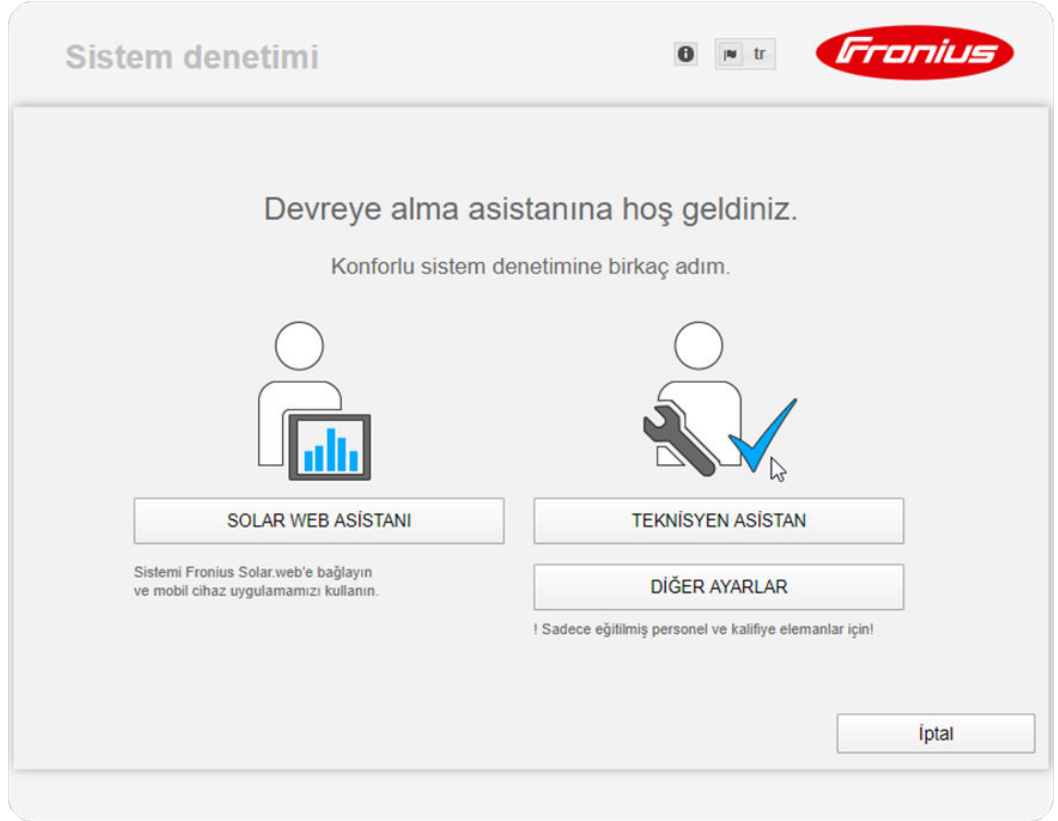 Sistem denetimi
tr
Fronius
Devreye alma asistanına hoş geldiniz.
Konforlu sistem denetimine birkaç adım.
SOLAR WEB ASİSTANI
TEKNİSYEN ASİSTAN
Sistemi Fronius Solar.web'e bağlayın
ve mobil cihaz uygulamamızı kullanın.
DİĞER AYARLAR
! Sadece eğitilmiş personel ve kalifiye elemanlar için!
İptal